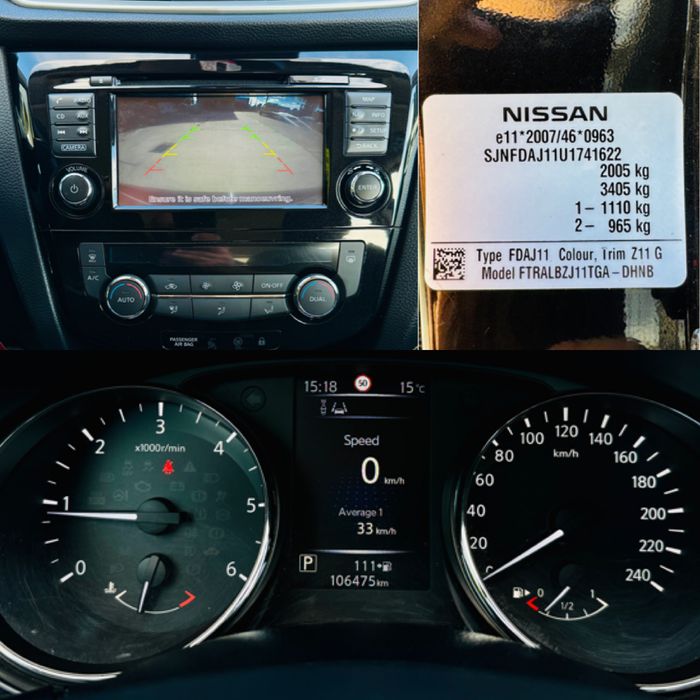 MAP
CD
AUX
INFO
SETUP
CAMERA
BACK
VOLUME
ENTER
Ensure it is safe before manoeuvring.
A/C
AUTO
ON·OFF
DUAL
PASSENGER
AIR BAG
NISSAN
e11*2007/46*0963
SJNFDAJ11U1741622
2005 kg
3405 kg
1 – 1110 kg
2 – 965 kg
Type FDAJ11 Colour, Trim Z11 G
Model FTRALBZJ11TGA – DHNB
0
1
2
3
4
5
6
x1000r/min
15:18
50
15°C
Speed
0 km/h
Average 1
33 km/h
P
111
106475 km
0
20
40
60
80
100
120
140
160
180
200
220
240
km/h
0
1/2
1